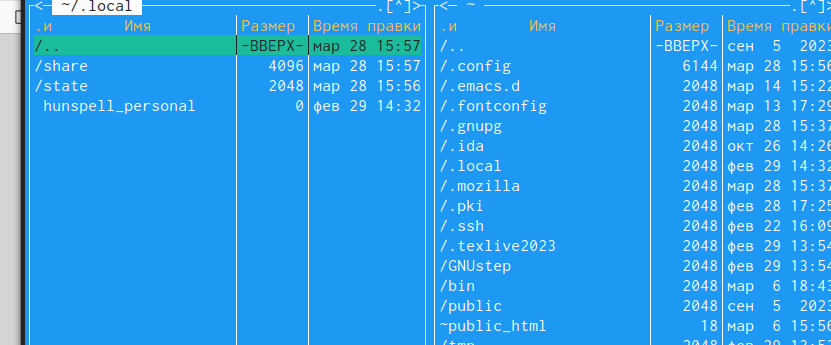 <- ~/.local .[^]>
.и Имя Размер Время правки
/.. -ВВЕРХ- мар 28 15:57
/share 4096 мар 28 15:57
/state 2048 мар 28 15:56
hunspell_personal 0 фев 29 14:32
<- ~ .[^]>
.и Имя Размер Время правки
/.. -ВВЕРХ- сен 5 2023
/.config 6144 мар 28 15:56
/.emacs.d 2048 мар 14 15:22
/.fontconfig 2048 мар 13 17:29
/.gnupg 2048 мар 28 15:37
/.ida 2048 окт 26 14:26
/.local 2048 фев 29 14:32
/.mozilla 2048 мар 28 15:37
/.pki 2048 фев 28 17:25
/.ssh 2048 фев 22 16:09
/.texlive2023 2048 фев 29 13:54
/GNUstep 2048 фев 29 13:54
/bin 2048 мар 6 18:43
/public 2048 сен 5 2023
~public_html 18 мар 6 15:56
/tmp 2048 фев 29